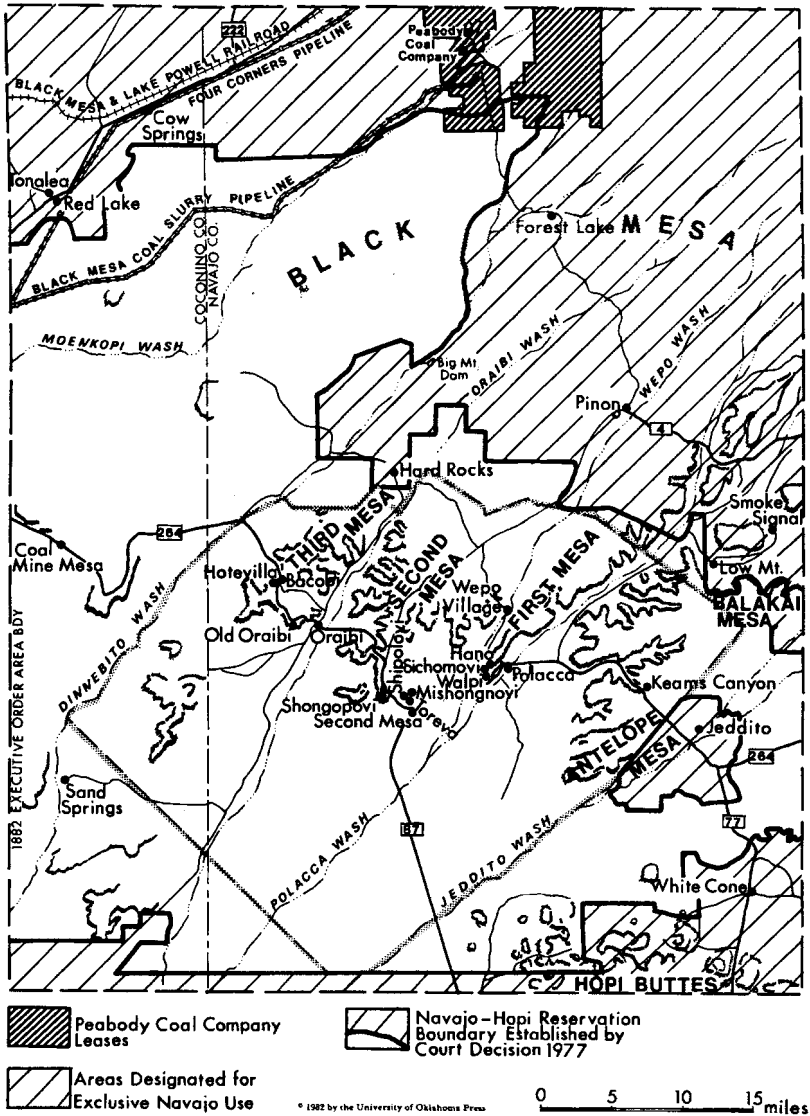 222
BLACK MESA & LAKE POWELL RAILROAD
FOUR CORNERS PIPELINE
Peabody
Coal
Company
Cow
Springs
Tonalea
Red Lake
BLACK MESA COAL SLURRY PIPELINE
COCONINO CO.
NAVAJO CO.
BLACK
MESA
Forest Lake
MOENKOPI WASH
Big Mt.
Dam
ORAIBI WASH
WEPO WASH
Pinon
4
Hard Rocks
Smoke
Signal
264
Coal
Mine Mesa
THIRD MESA
SECOND
MESA
FIRST MESA
Low Mt.
BALAKAI
MESA
Hotevilla
Bacobi
Wepo
Village
Old Oraibi
Oraibi
DINNEBITO WASH
Shipolovi
Hano
Sichomovi
Walpi
Polacca
Mishongnovi
Keams Canyon
Shongopovi
Second Mesa
Toreva
ANTELOPE
MESA
Jeddito
264
1882 EXECUTIVE ORDER AREA BDY
Sand
Springs
87
77
POLACCA WASH
JEDDITO WASH
White Cone
HOPI BUTTES
Peabody Coal Company
Leases
Navajo-Hopi Reservation
Boundary Established by
Court Decision 1977
Areas Designated for
Exclusive Navajo Use
© 1982 by the University of Oklahoma Press
0 5 10 15 miles